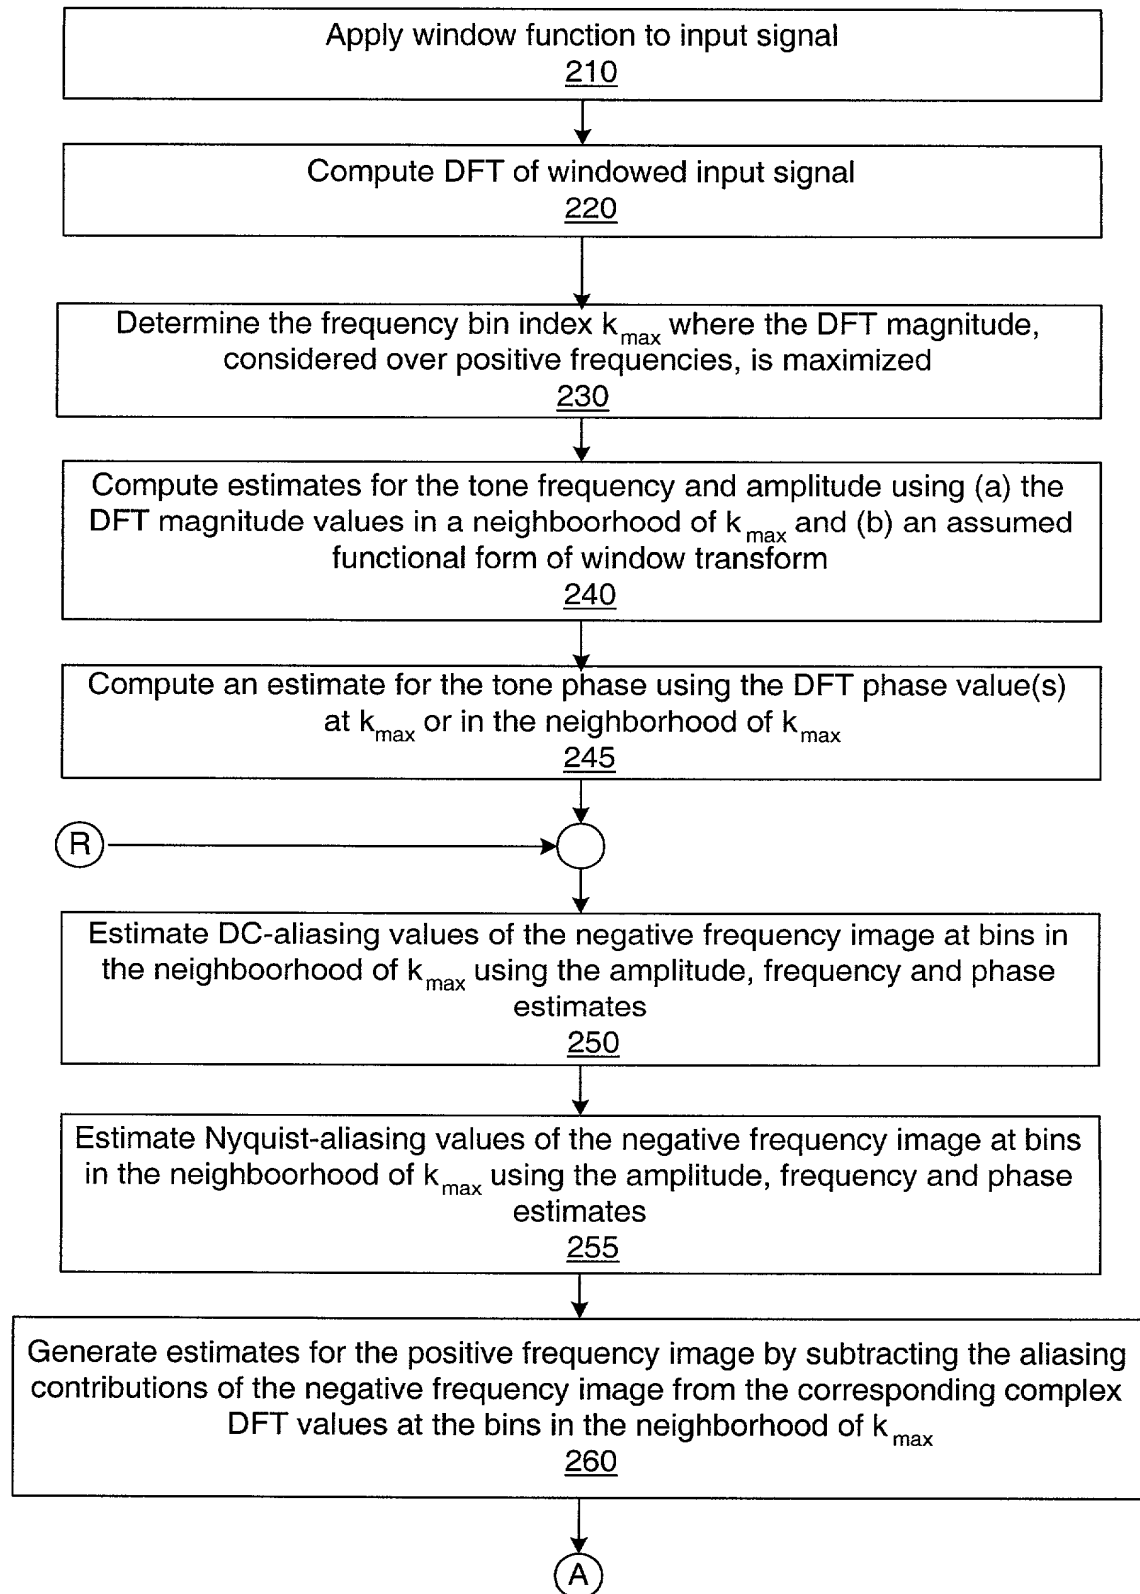 Apply window function to input signal
210
Compute DFT of windowed input signal
220
Determine the frequency bin index kmax where the DFT magnitude,
considered over positive frequencies, is maximized
230
Compute estimates for the tone frequency and amplitude using (a) the
DFT magnitude values in a neighboorhood of kmax and (b) an assumed
functional form of window transform
240
Compute an estimate for the tone phase using the DFT phase value(s)
at kmax or in the neighborhood of kmax
245
R
Estimate DC-aliasing values of the negative frequency image at bins in
the neighboorhood of kmax using the amplitude, frequency and phase
estimates
250
Estimate Nyquist-aliasing values of the negative frequency image at bins
in the neighboorhood of kmax using the amplitude, frequency and phase
estimates
255
Generate estimates for the positive frequency image by subtracting the aliasing
contributions of the negative frequency image from the corresponding complex
DFT values at the bins in the neighborhood of kmax
260
A